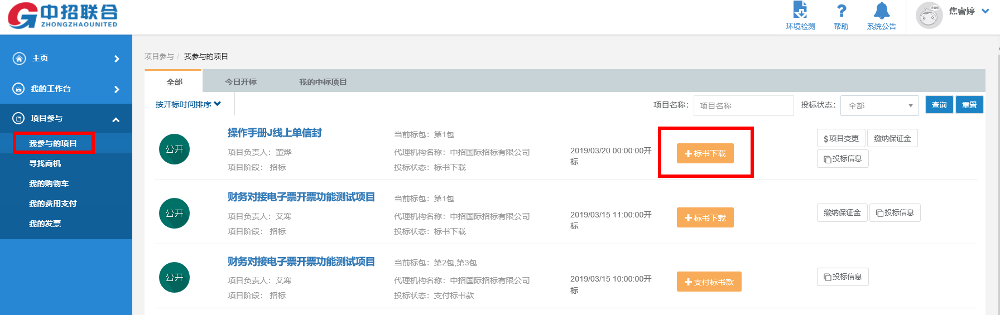 中招联合
ZHONGZHAOUNITED
环境检测
帮助
系统公告
焦睿婷
主页
我的工作台
项目参与
我参与的项目
寻找商机
我的购物车
我的费用支付
我的发票
项目参与 / 我参与的项目
全部 今日开标 我的中标项目
按开标时间排序 项目名称: 项目名称 投标状态: 全部 查询 重置
公开
操作手册J线上单信封
项目负责人: 董烨
项目阶段: 招标
当前标包: 第1包
代理机构名称: 中招国际招标有限公司
投标状态: 标书下载
2019/03/20 00:00:00开
标
标书下载
$项目变更 缴纳保证金
投标信息
公开
财务对接电子票开票功能测试项目
项目负责人: 艾寒
项目阶段: 招标
当前标包: 第1包
代理机构名称: 中招国际招标有限公司
投标状态: 标书下载
2019/03/15 11:00:00开
标
标书下载
缴纳保证金 投标信息
公开
财务对接电子票开票功能测试项目
项目负责人: 艾寒
项目阶段: 招标
当前标包: 第2包,第3包
代理机构名称: 中招国际招标有限公司
投标状态: 支付标书款
2019/03/15 10:00:00开
标
支付标书款
投标信息